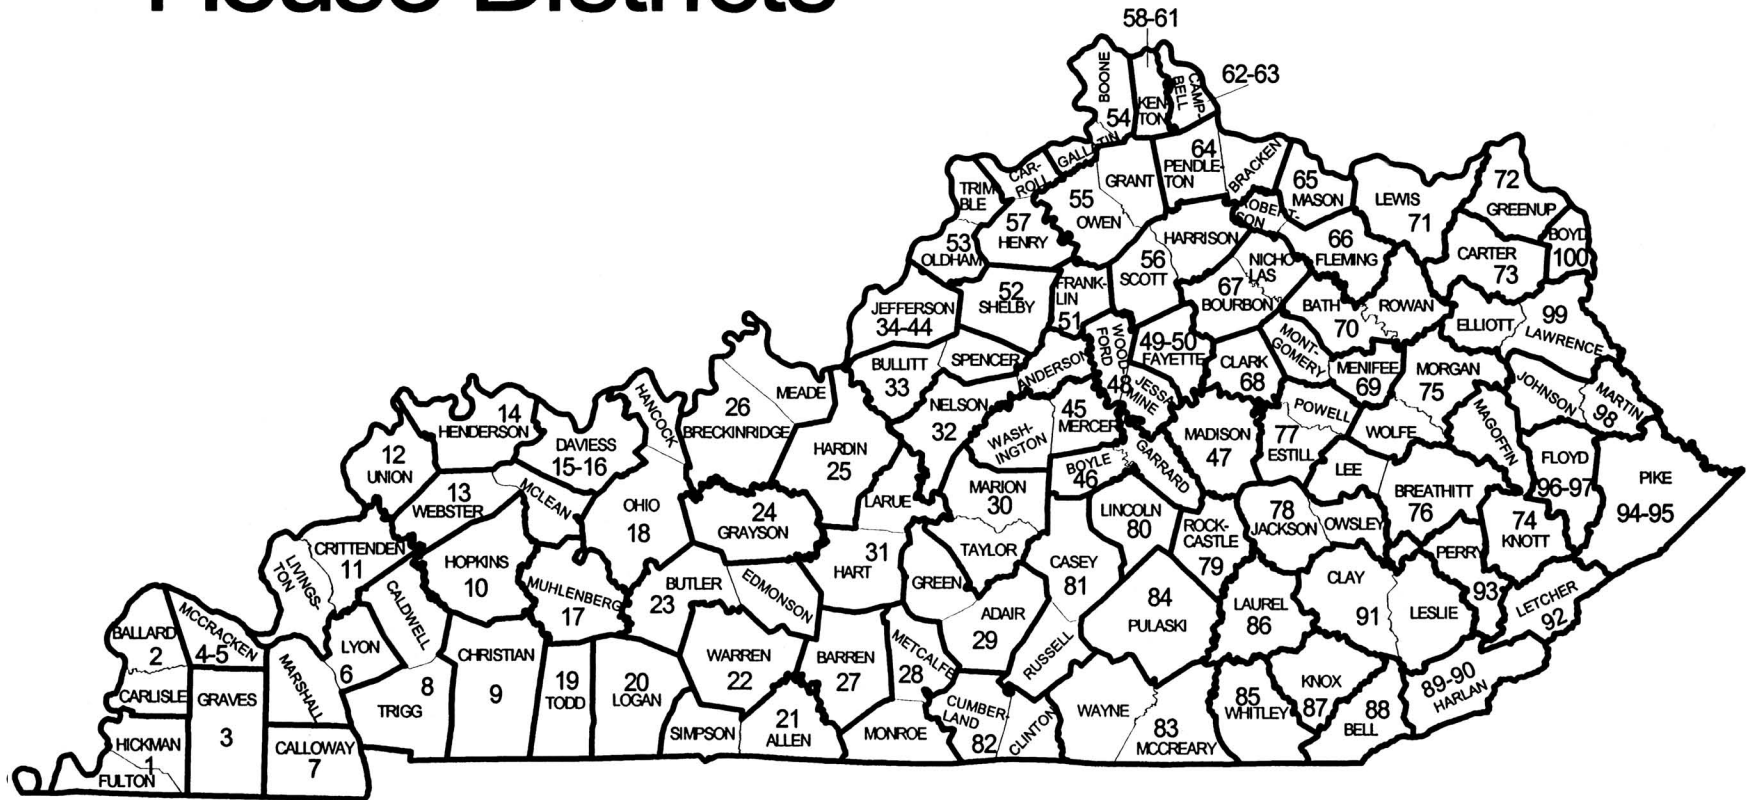 House Districts
58-61
62-63
BOONE
54
KEN-
TON
CAMP-
BELL
GALLATIN
CAR-
ROLL
TRIM
BLE
64
PENDLE-
TON
GRANT
BRACKEN
55
OWEN
65
MASON
LEWIS
71
72
GREENUP
BOYD
100
57
HENRY
53
OLDHAM
HARRISON
ROBERT-
SON
66
FLEMING
CARTER
73
56
SCOTT
NICHO
LAS
67
BOURBON
FRANK-
LIN
51
52
SHELBY
JEFFERSON
34-44
BATH
70
ROWAN
ELLIOTT
99
LAWRENCE
BULLITT
33
SPENCER
ANDERSON
WOOD
FORD
48
49-50
FAYETTE
CLARK
68
MONT-
GOMERY
MENIFEE
69
MORGAN
75
JOHNSON
MARTIN
98
MEADE
26
BRECKINRIDGE
HANCOCK
14
HENDERSON
DAVIESS
15-16
12
UNION
NELSON
32
WASH-
INGTON
45
MERCER
JESSA
MINE
MADISON
47
GARRARD
POWELL
77
ESTILL
WOLFE
MAGOFFIN
LEE
FLOYD
96-97
PIKE
94-95
HARDIN
25
LARUE
BOYLE
46
MARION
30
LINCOLN
80
ROCK-
CASTLE
79
78
JACKSON
OWSLEY
BREATHITT
76
74
KNOTT
13
WEBSTER
MCLEAN
OHIO
18
24
GRAYSON
31
HART
GREEN
TAYLOR
CASEY
81
PERRY
93
LETCHER
92
CRITTENDEN
11
LIVINGS-
TON
HOPKINS
10
CALDWELL
MUHLENBERG
17
BUTLER
23
EDMONSON
ADAIR
29
RUSSELL
84
PULASKI
LAUREL
86
CLAY
91
LESLIE
BALLARD
2
MCCRACKEN
4-5
LYON
6
MARSHALL
CHRISTIAN
9
WARREN
22
BARREN
27
METCALFE
28
KNOX
87
89-90
HARLAN
CARLISLE
GRAVES
3
8
TRIGG
19
TODD
20
LOGAN
SIMPSON
21
ALLEN
MONROE
CUMBER-
LAND
82
CLINTON
WAYNE
83
MCCREARY
85
WHITLEY
88
BELL
HICKMAN
1
FULTON
CALLOWAY
7